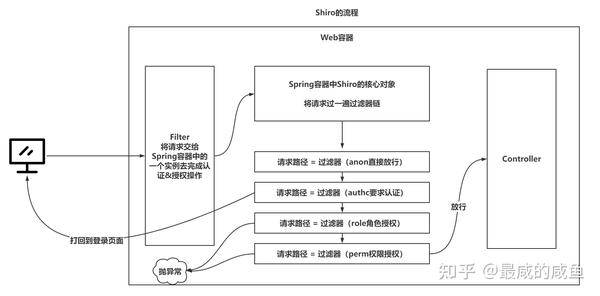 Shiro的流程
Web容器
Filter
将请求交给
Spring容器中的
一个实例去完成认
证&授权操作
Spring容器中Shiro的核心对象
将请求过一遍过滤器链
请求路径 = 过滤器（anon直接放行）
请求路径 = 过滤器（authc要求认证）
请求路径 = 过滤器（role角色授权）
请求路径 = 过滤器（perm权限授权）
Controller
放行
打回到登录页面
抛异常
知乎 @最咸的咸鱼